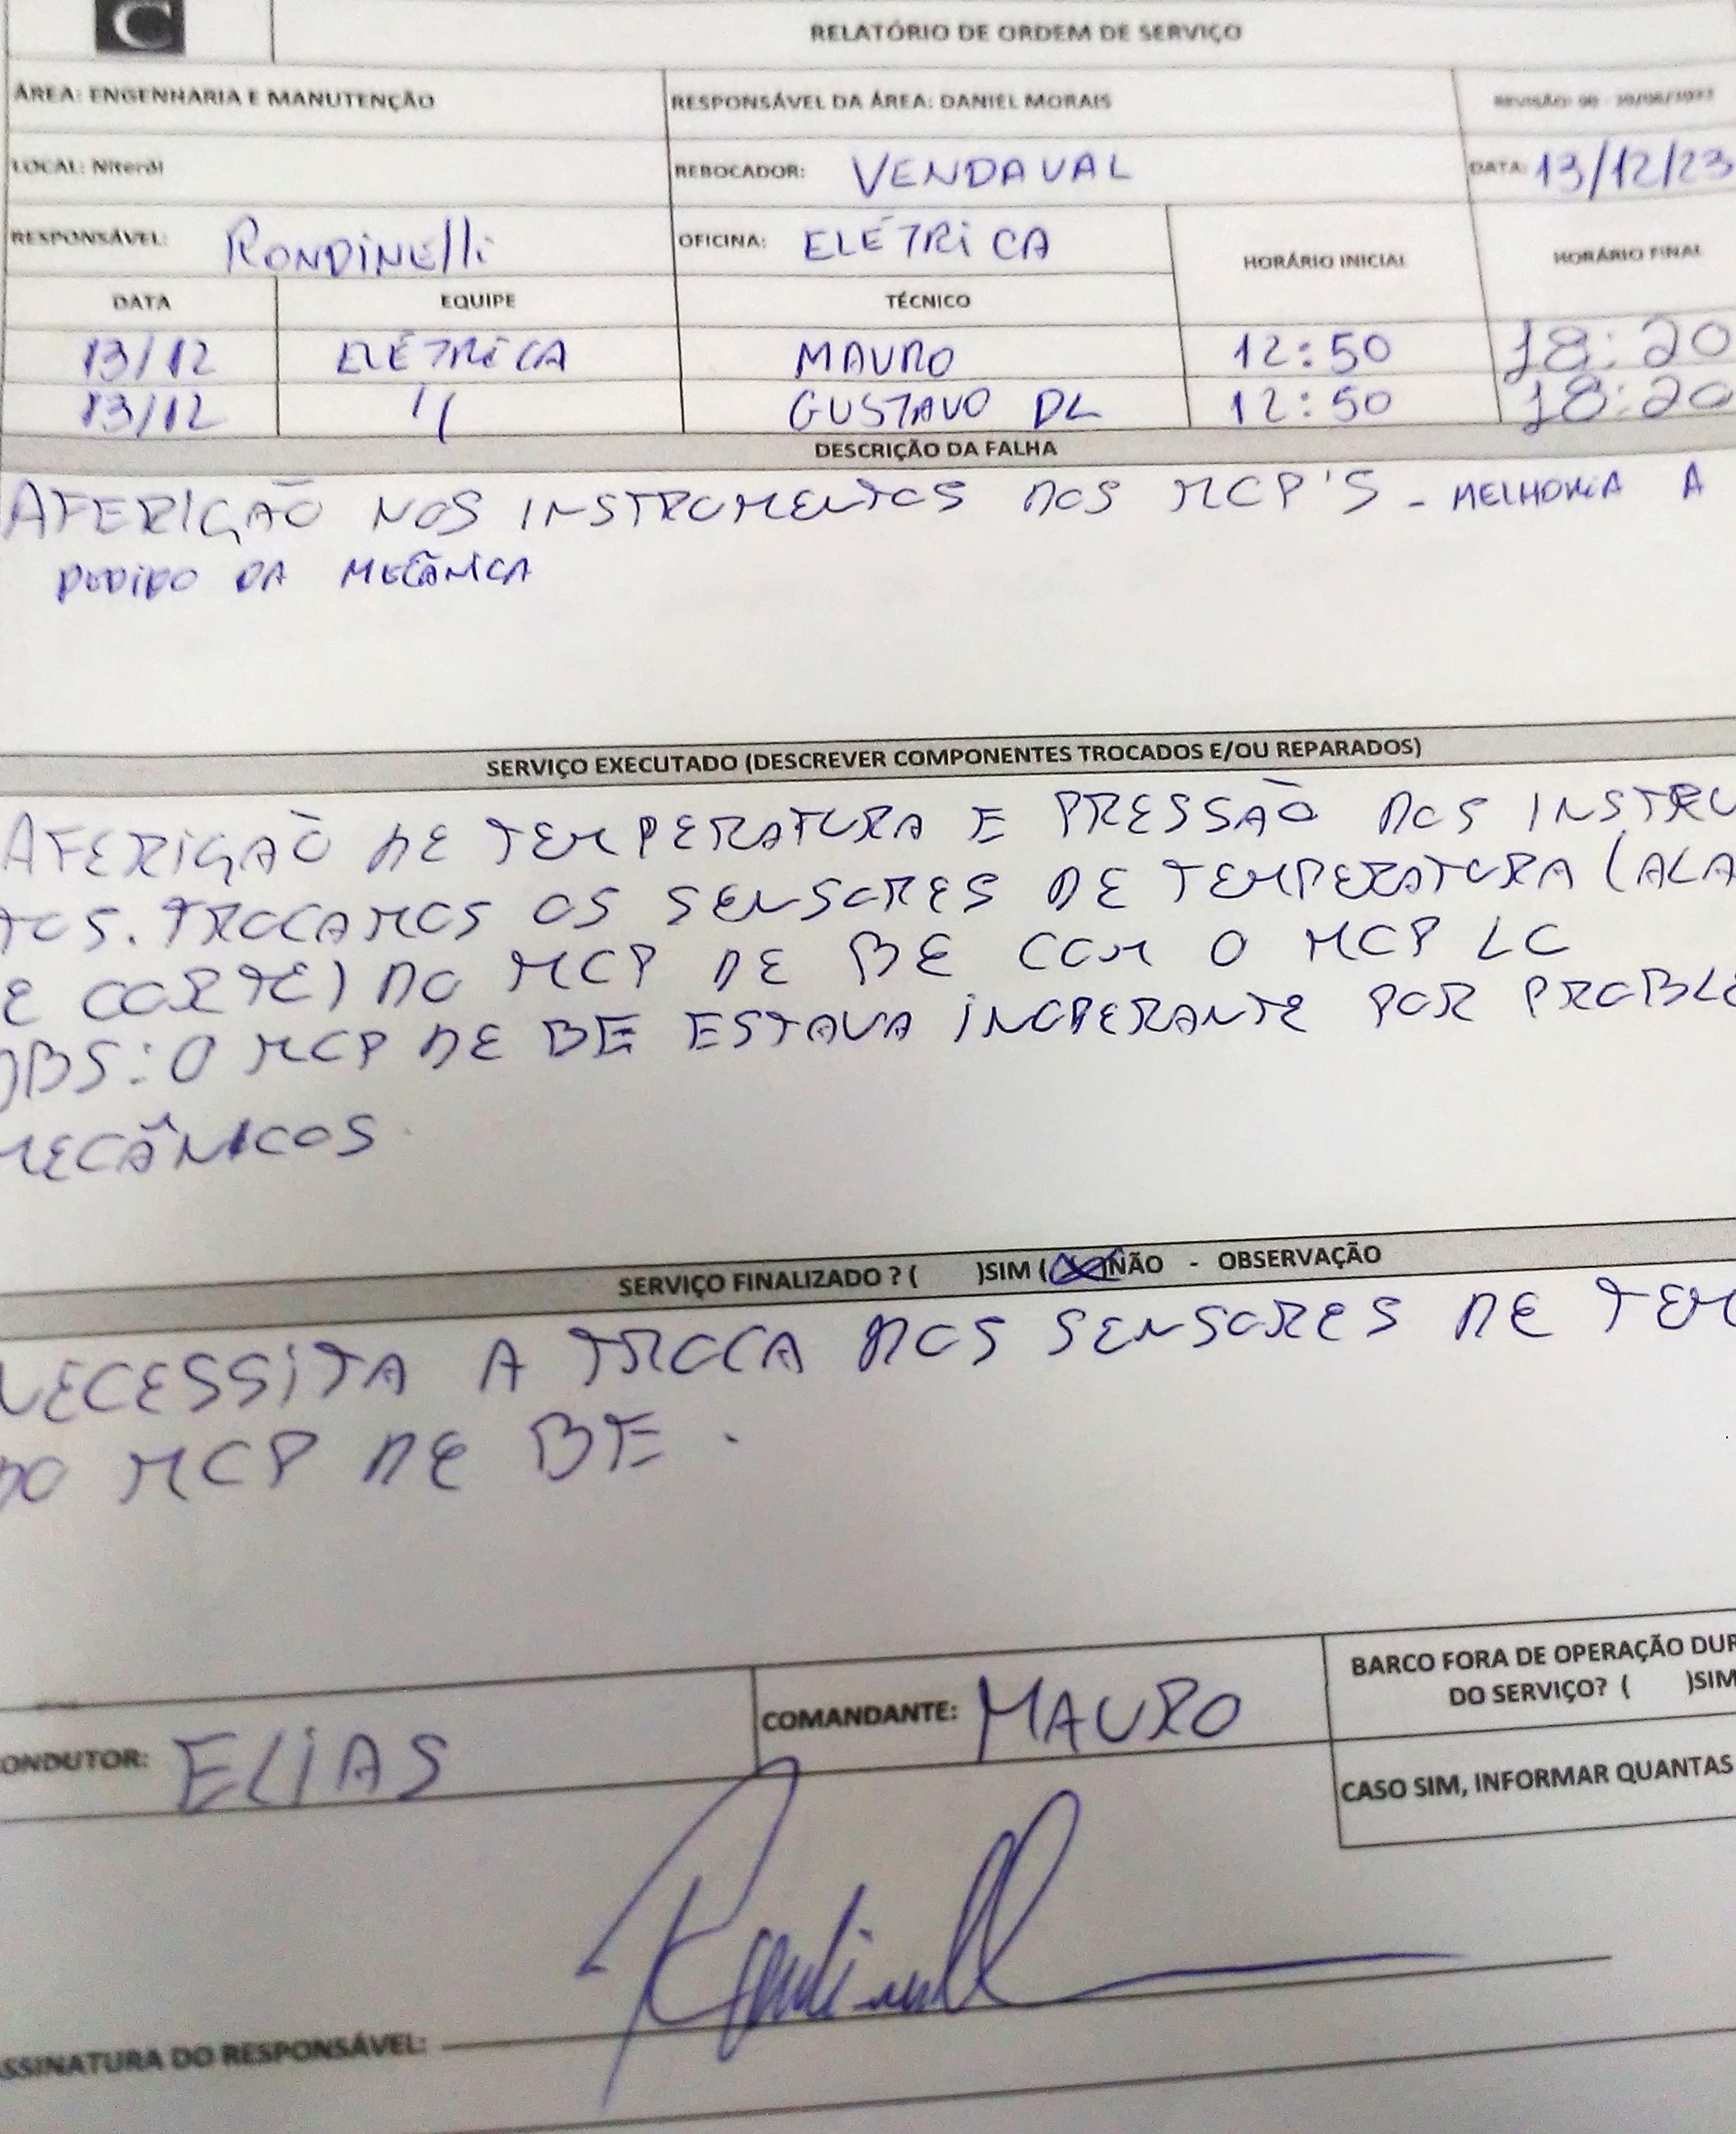 C
RELATÓRIO DE ORDEM DE SERVIÇO
ÁREA: ENGENHARIA E MANUTENÇÃO RESPONSÁVEL DA ÁREA: DANIEL MORAIS REVISÃO: 00
LOCAL: Niterói REBOCADOR: VENDAVAL DATA: 13/12/23
RESPONSÁVEL: RONDINELLI OFICINA: ELÉTRICA HORÁRIO INICIAL HORÁRIO FINAL
DATA EQUIPE TÉCNICO
13/12 ELÉTRICA MAURO 12:50 18:20
13/12 1/ GUSTAVO DL 12:50 18:20
DESCRIÇÃO DA FALHA
AFERIÇÃO NOS INSTRUMENTOS DOS MCP'S - MELHORIA A
PEDIDO DA MECÂNICA
SERVIÇO EXECUTADO (DESCREVER COMPONENTES TROCADOS E/OU REPARADOS)
AFERIÇÃO DE TEMPERATURA E PRESSÃO DOS INSTRU
TOS. TROCAMOS OS SENSORES DE TEMPERATURA (ALA
E CORTE) DO MCP DE BE COM O MCP LC
OBS: O MCP DE BE ESTAVA INOPERANTE POR PROBLE
MECÂNICOS
SERVIÇO FINALIZADO ? ( )SIM (X)NÃO - OBSERVAÇÃO
NECESSITA A TROCA DOS SENSORES DE TEM
DO MCP DE BE.
ONDUTOR: ELIAS COMANDANTE: MAURO BARCO FORA DE OPERAÇÃO DUR
DO SERVIÇO? ( )SIM
CASO SIM, INFORMAR QUANTAS
SSINATURA DO RESPONSÁVEL: Rondinelli